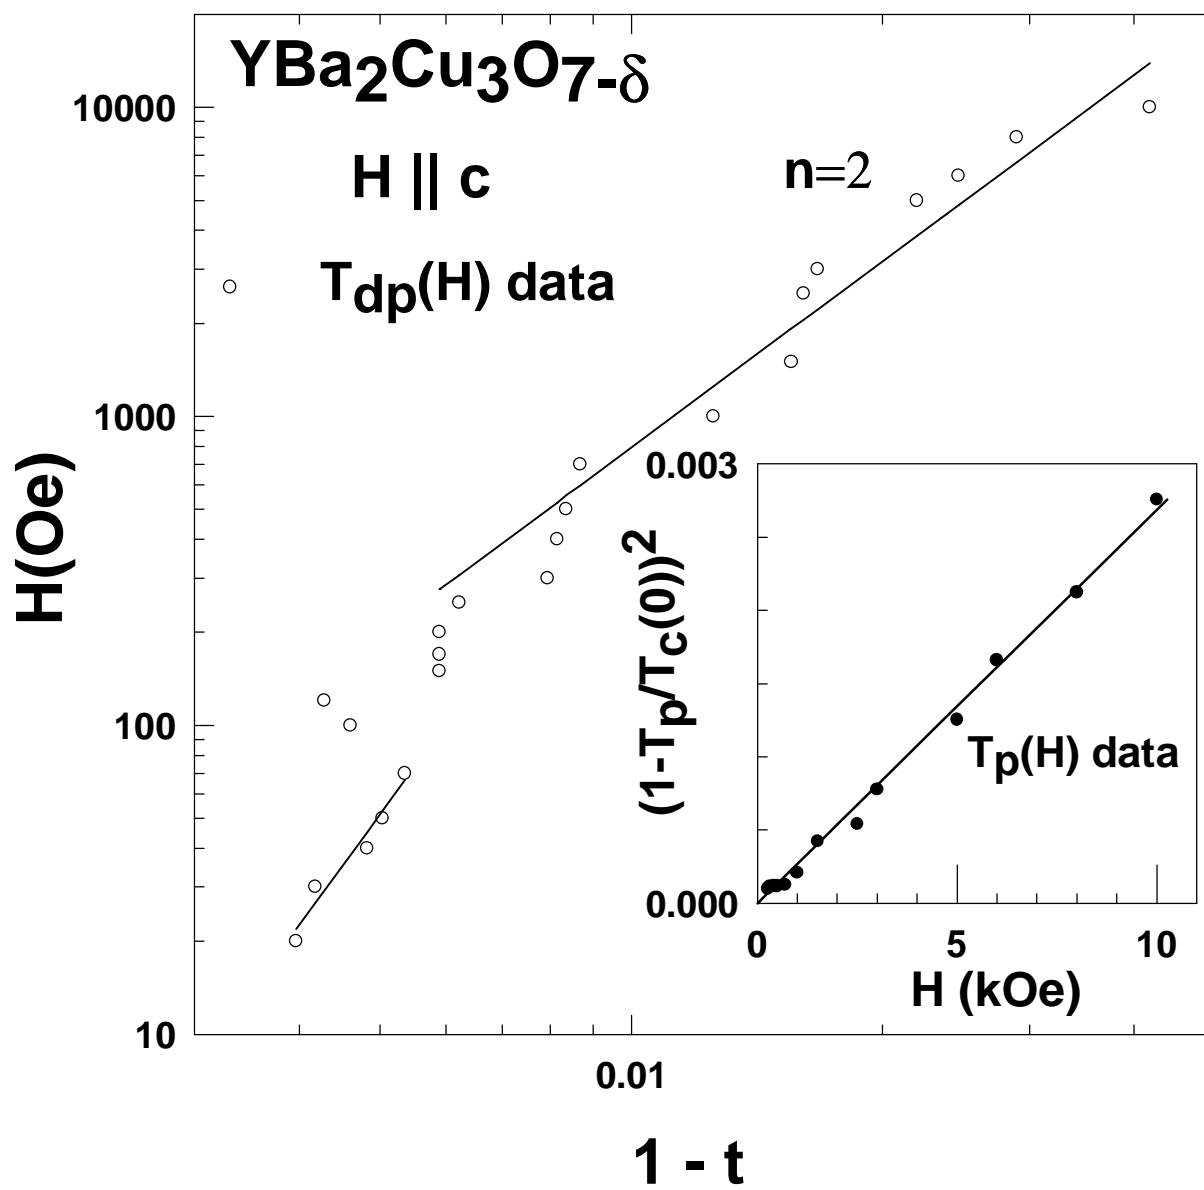 YBa2Cu3O7-δ
H || c
Tdp(H) data
n=2
H(Oe)
10000
1000
100
10
0.01
1 - t
(1-Tp/Tc(0))2
0.003
0.000
Tp(H) data
0 5 10
H (kOe)